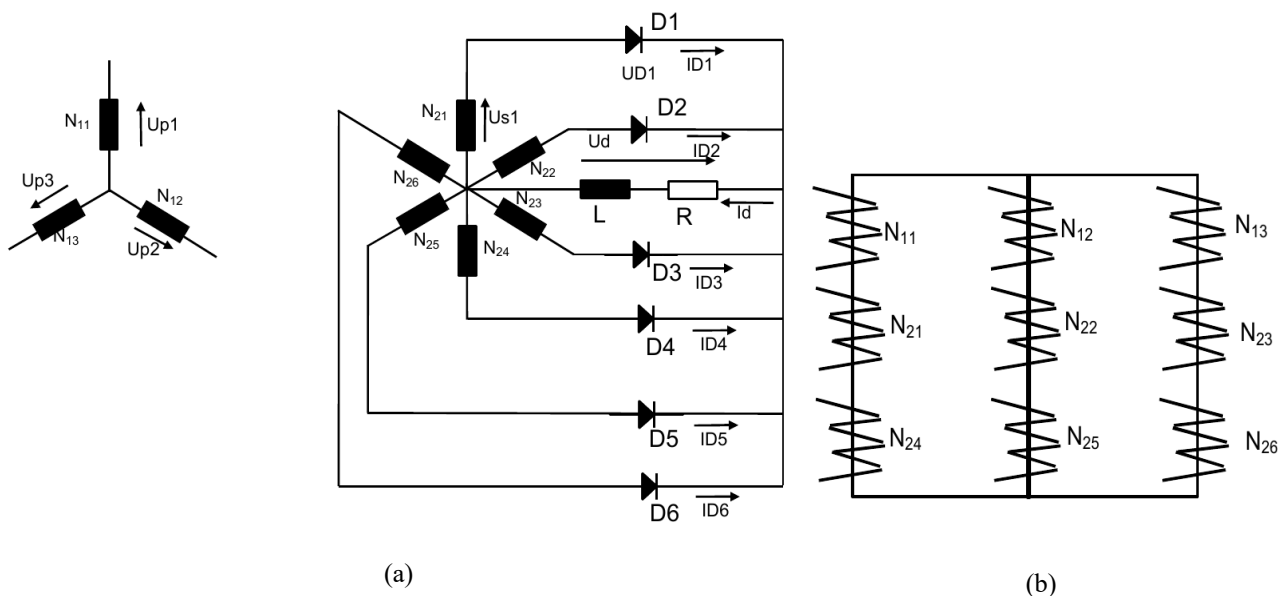 N11
Up1
Up3
N13
N12
Up2
D1
UD1
ID1
N21
Us1
D2
Ud
ID2
N22
N26
N23
L
R
Id
N25
N24
D3
ID3
D4
ID4
D5
ID5
D6
ID6
(a)
N11
N12
N13
N21
N22
N23
N24
N25
N26
(b)